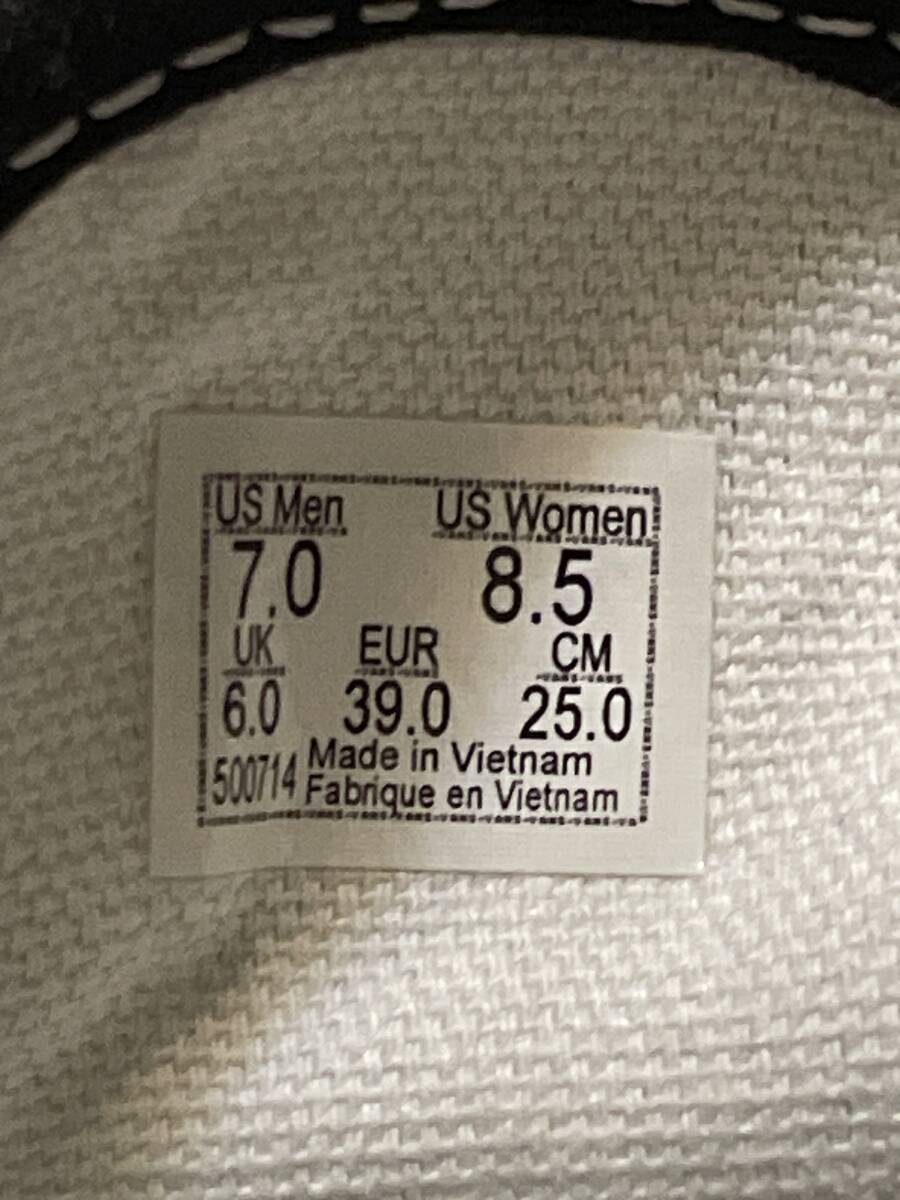 US Men US Women
7.0 8.5
UK EUR CM
6.0 39.0 25.0
500714 Made in Vietnam
Fabrique en Vietnam